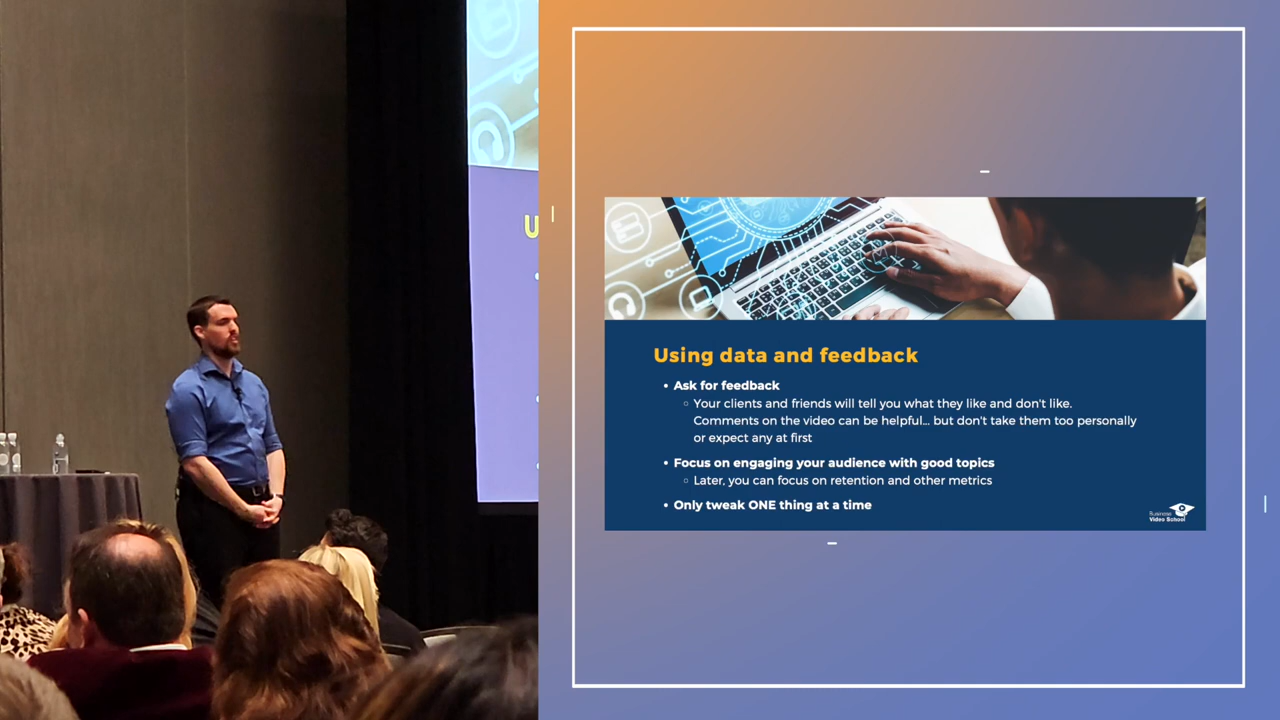 U
Using data and feedback
• Ask for feedback
○ Your clients and friends will tell you what they like and don't like.
Comments on the video can be helpful... but don't take them too personally
or expect any at first
• Focus on engaging your audience with good topics
○ Later, you can focus on retention and other metrics
• Only tweak ONE thing at a time
Business
Video School